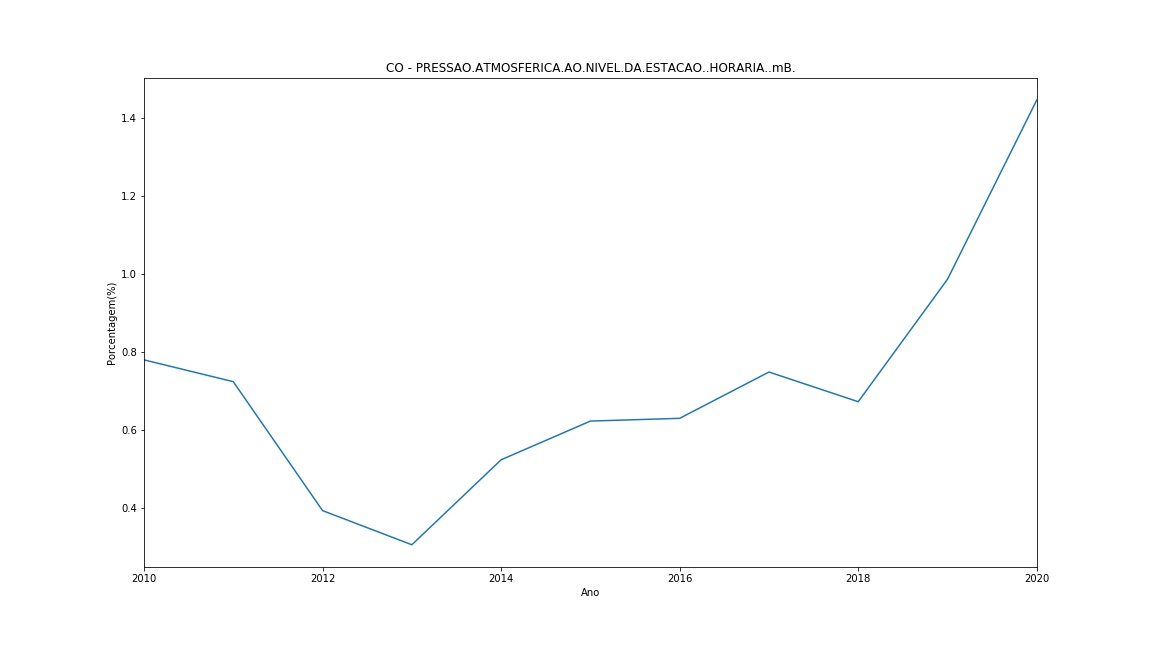 CO - PRESSAO.ATMOSFERICA.AO.NIVEL.DA.ESTACAO..HORARIA..mB.
1.4
1.2
1.0
0.8
0.6
0.4
Porcentagem(%)
2010 2012 2014 2016 2018 2020
Ano